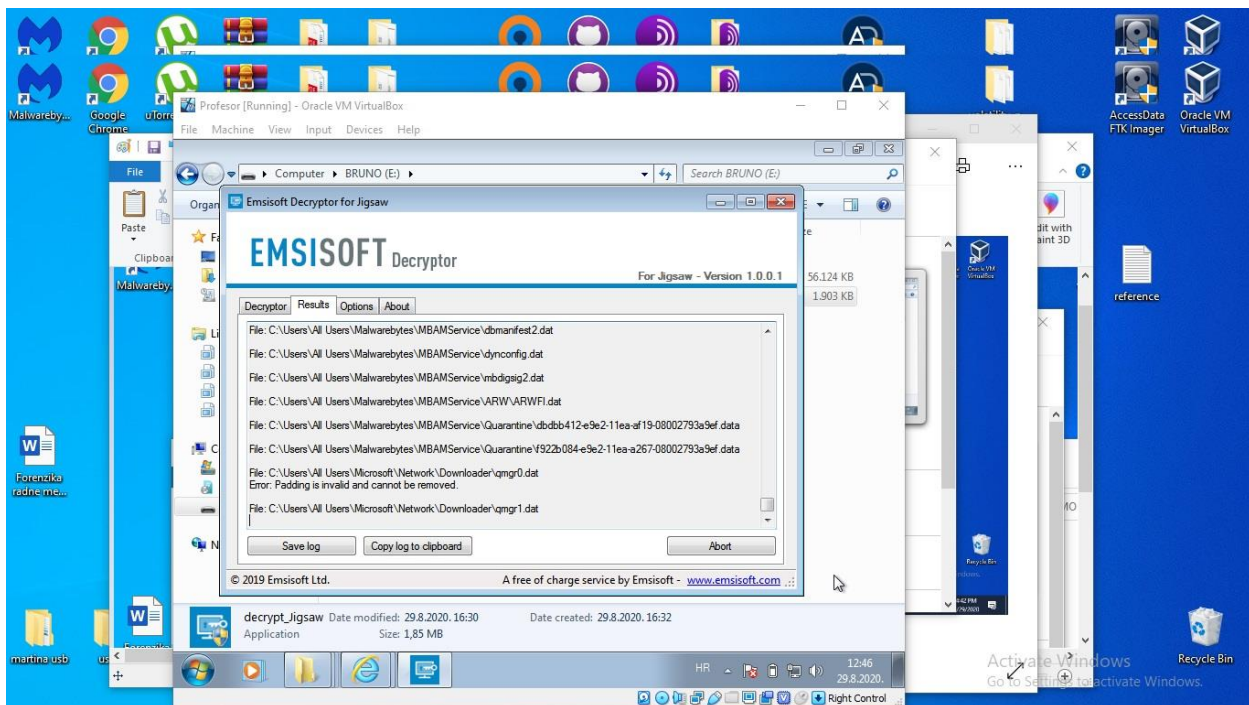 Malwareby...
Google Chrome
uTorre
AccessData FTK Imager
Oracle VM VirtualBox
Profesor [Running] - Oracle VM VirtualBox
File Machine View Input Devices Help
File
Paste
Clipboar
Malwareby.
Computer ▸ BRUNO (E:) ▸
Search BRUNO (E:)
Organ
Emsisoft Decryptor for Jigsaw
EMSISOFT Decryptor
For Jigsaw - Version 1.0.0.1
56.124 KB
1.903 KB
Decryptor Results Options About
File: C:\Users\All Users\Malwarebytes\MBAMService\dbmanifest2.dat
File: C:\Users\All Users\Malwarebytes\MBAMService\dynconfig.dat
File: C:\Users\All Users\Malwarebytes\MBAMService\mbdigsig2.dat
File: C:\Users\All Users\Malwarebytes\MBAMService\ARW\ARWFI.dat
File: C:\Users\All Users\Malwarebytes\MBAMService\Quarantine\dbdbb412-e9e2-11ea-af19-08002793a9ef.data
File: C:\Users\All Users\Malwarebytes\MBAMService\Quarantine\f922b084-e9e2-11ea-a267-08002793a9ef.data
File: C:\Users\All Users\Microsoft\Network\Downloader\qmgr0.dat
Error: Padding is invalid and cannot be removed.
File: C:\Users\All Users\Microsoft\Network\Downloader\qmgr1.dat
Save log Copy log to clipboard Abort
© 2019 Emsisoft Ltd. A free of charge service by Emsisoft - www.emsisoft.com
decrypt_Jigsaw Date modified: 29.8.2020. 16:30 Date created: 29.8.2020. 16:32
Application Size: 1,85 MB
HR 12:46
29.8.2020.
Right Control
dit with
aint 3D
reference
Forenzika radne me...
martina usb
us
Recycle Bin
Activate Windows
Go to Settings to activate Windows.